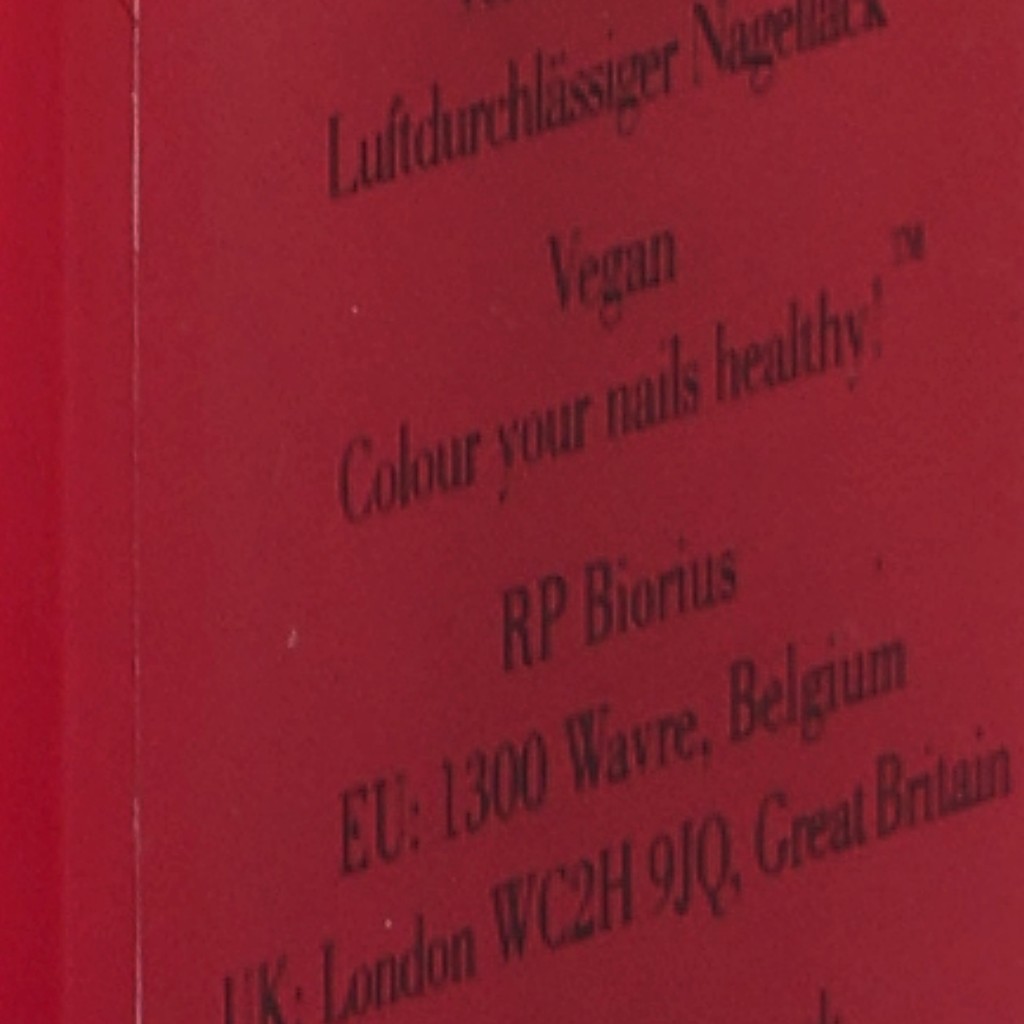 Luftdurchlässiger Nagellack
Vegan
Colour your nails healthy!™
RP Biorius
EU: 1300 Wavre, Belgium
UK: London WC2H 9JQ, Great Britain